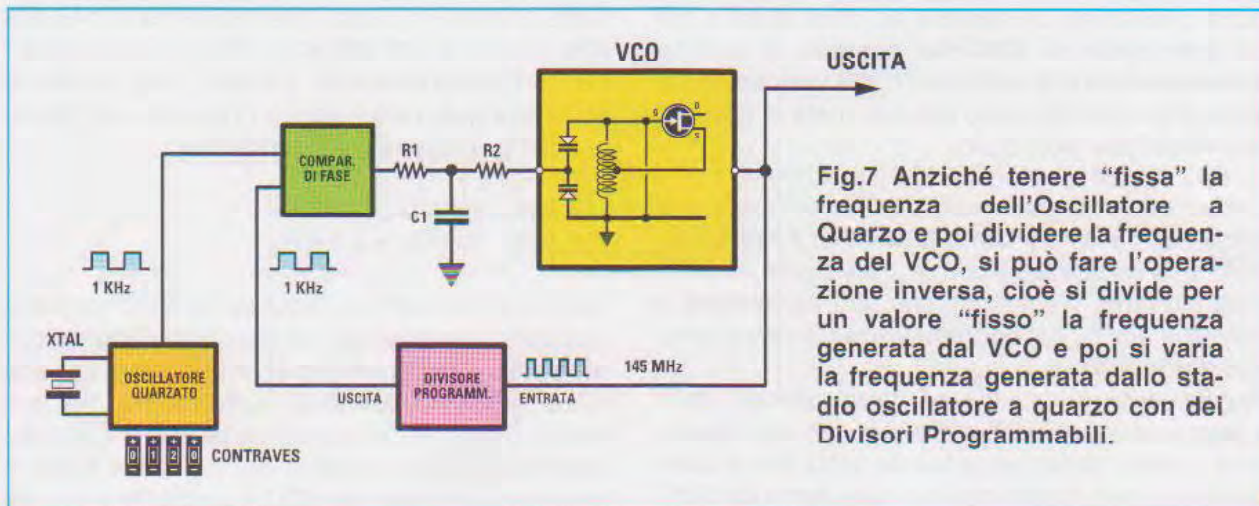 VCO
USCITA
COMPAR.
DI FASE
R1
R2
C1
G
D
S
1 KHz
1 KHz
XTAL
OSCILLATORE
QUARZATO
USCITA
DIVISORE
PROGRAMM.
ENTRATA
145 MHz
0 1 2 0
CONTRAVES
Fig.7 Anziché tenere "fissa" la
frequenza dell'Oscillatore a
Quarzo e poi dividere la frequen-
za del VCO, si può fare l'opera-
zione inversa, cioè si divide per
un valore "fisso" la frequenza
generata dal VCO e poi si varia
la frequenza generata dallo sta-
dio oscillatore a quarzo con dei
Divisori Programmabili.